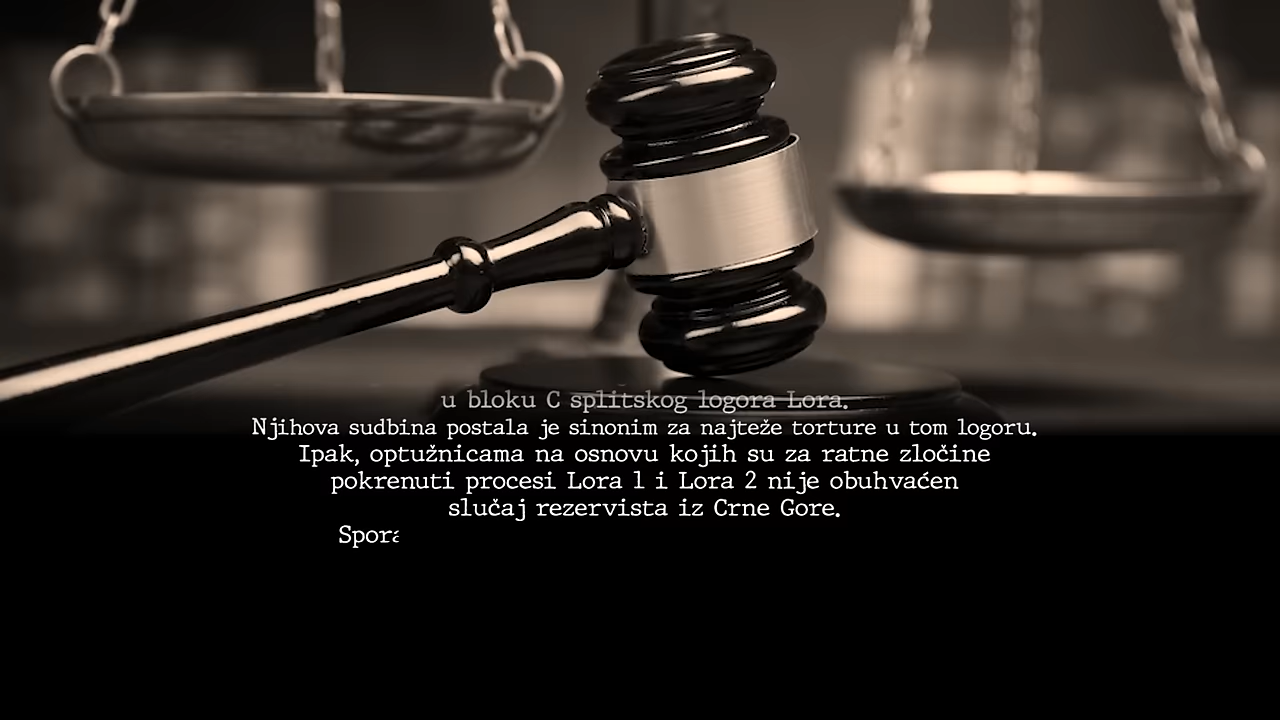 u bloku C splitskog logora Lora.
Njihova sudbina postala je sinonim za najteže torture u tom logoru.
Ipak, optužnicama na osnovu kojih su za ratne zločine
pokrenuti procesi Lora 1 i Lora 2 nije obuhvaćen
slučaj rezervista iz Crne Gore.